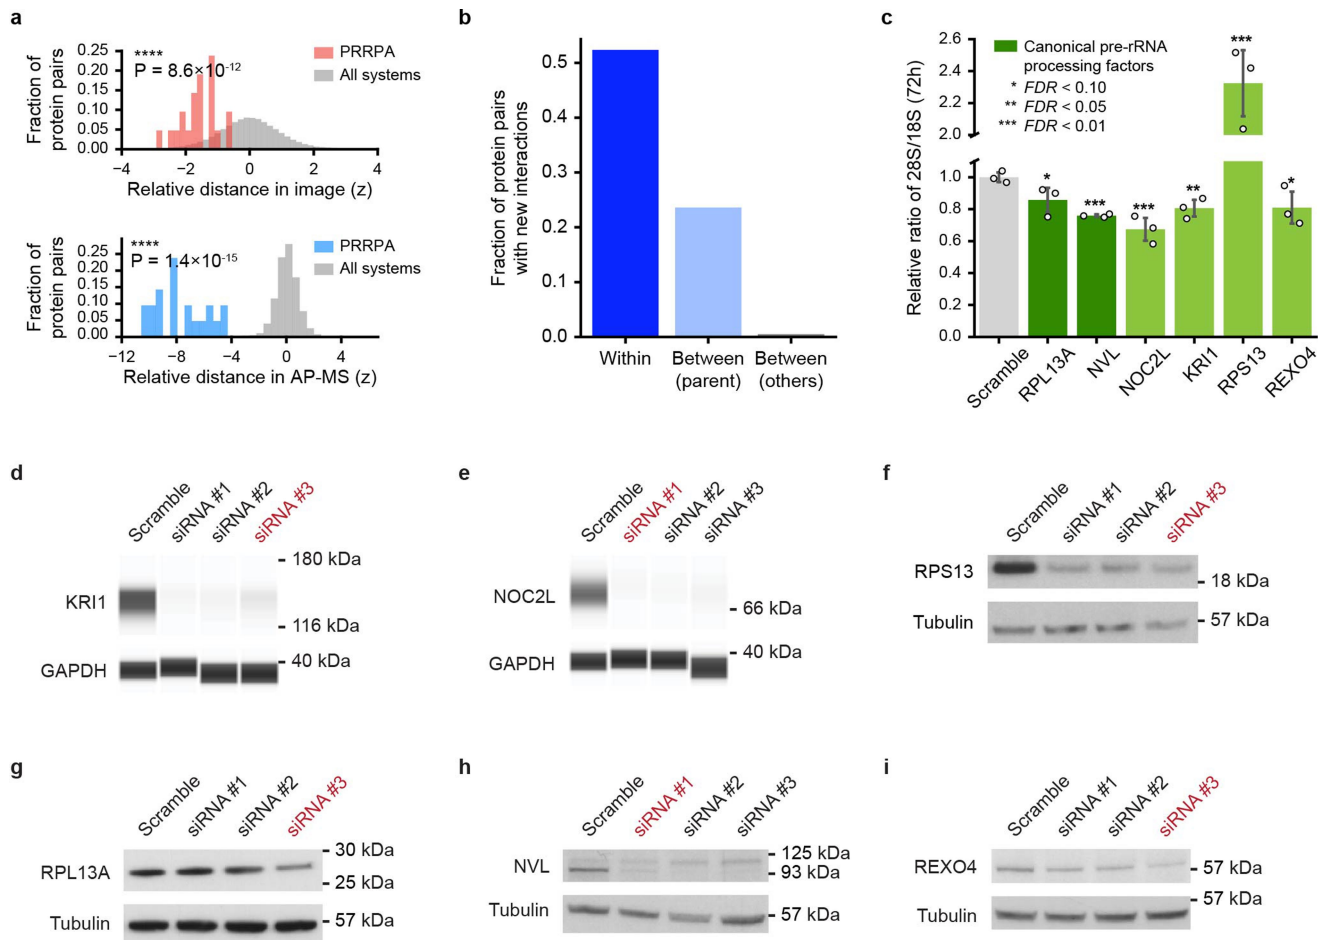 a
Fraction of
protein pairs
0.25
0.20
0.15
0.10
0.05
0.00
****
P = 8.6×10-12
PRRPA
All systems
−4
−2
0
2
4
Relative distance in image (z)
Fraction of
protein pairs
0.25
0.20
0.15
0.10
0.05
0.00
****
P = 1.4×10-15
PRRPA
All systems
−12
−8
−4
0
4
Relative distance in AP-MS (z)
b
Fraction of protein pairs
with new interactions
0.5
0.4
0.3
0.2
0.1
0.0
Within
Between
(parent)
Between
(others)
c
Relative ratio of 28S/18S (72h)
2.6
2.4
2.2
2.0
1.0
0.8
0.6
0.4
0.2
0.0
Canonical pre-rRNA
processing factors
* FDR < 0.10
** FDR < 0.05
*** FDR < 0.01
*
***
***
**
***
*
Scramble
RPL13A
NVL
NOC2L
KRI1
RPS13
REXO4
d
Scramble
siRNA #1
siRNA #2
siRNA #3
180 kDa
KRI1
116 kDa
40 kDa
GAPDH
e
Scramble
siRNA #1
siRNA #2
siRNA #3
NOC2L
66 kDa
40 kDa
GAPDH
f
Scramble
siRNA #1
siRNA #2
siRNA #3
RPS13
18 kDa
Tubulin
57 kDa
g
Scramble
siRNA #1
siRNA #2
siRNA #3
30 kDa
RPL13A
25 kDa
Tubulin
57 kDa
h
Scramble
siRNA #1
siRNA #2
siRNA #3
125 kDa
NVL
93 kDa
Tubulin
57 kDa
i
Scramble
siRNA #1
siRNA #2
siRNA #3
REXO4
57 kDa
57 kDa
Tubulin